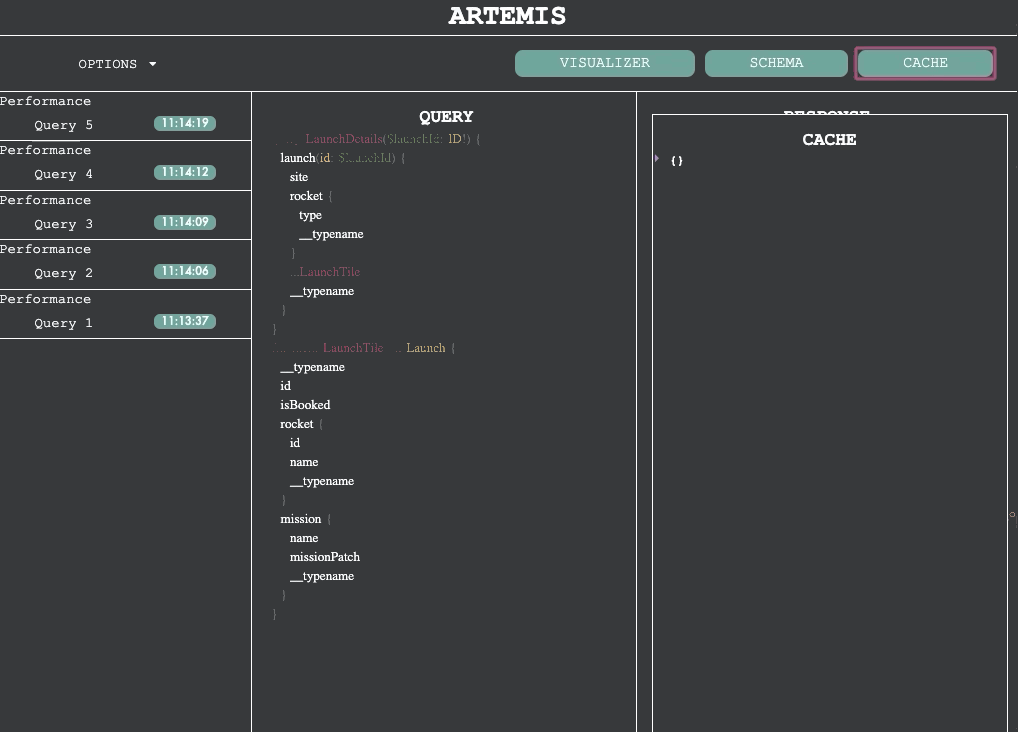 ARTEMIS
OPTIONS
VISUALIZER
SCHEMA
CACHE
Performance
Query 5 11:14:19
Performance
Query 4 11:14:12
Performance
Query 3 11:14:09
Performance
Query 2 11:14:06
Performance
Query 1 11:13:37
QUERY
LaunchDetails($launchId: ID!) {
launch(id: $launchId) {
site
rocket {
type
__typename
}
...LaunchTile
__typename
}
}
LaunchTile Launch {
__typename
id
isBooked
rocket {
id
name
__typename
}
mission {
name
missionPatch
__typename
}
}
RESPONSE
CACHE
{}